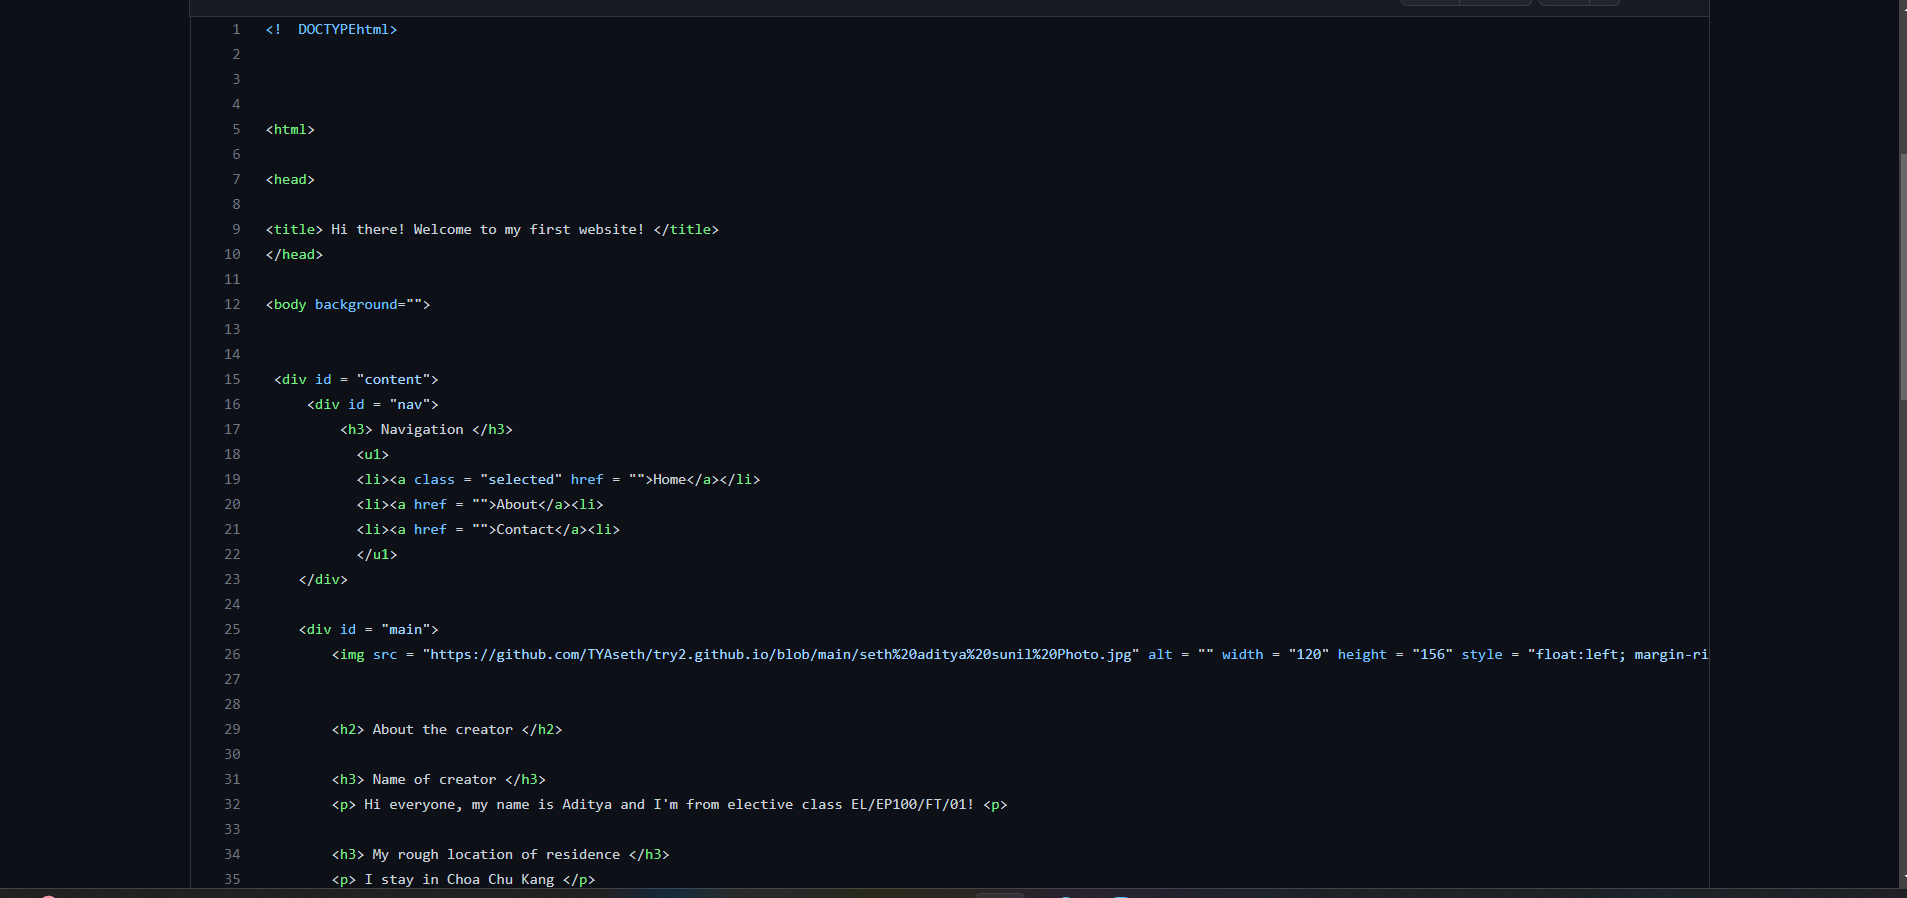 1 <!  DOCTYPEhtml>
2
3
4
5 <html>
6
7 <head>
8
9 <title> Hi there! Welcome to my first website! </title>
10 </head>
11
12 <body background="">
13
14
15  <div id = "content">
16      <div id = "nav">
17          <h3> Navigation </h3>
18            <u1>
19            <li><a class = "selected" href = "">Home</a></li>
20            <li><a href = "">About</a><li>
21            <li><a href = "">Contact</a><li>
22            </u1>
23     </div>
24
25     <div id = "main">
26         <img src = "https://github.com/TYAseth/try2.github.io/blob/main/seth%20aditya%20sunil%20Photo.jpg" alt = "" width = "120" height = "156" style = "float:left; margin-ri
27
28
29         <h2> About the creator </h2>
30
31         <h3> Name of creator </h3>
32         <p> Hi everyone, my name is Aditya and I'm from elective class EL/EP100/FT/01! <p>
33
34         <h3> My rough location of residence </h3>
35         <p> I stay in Choa Chu Kang </p>